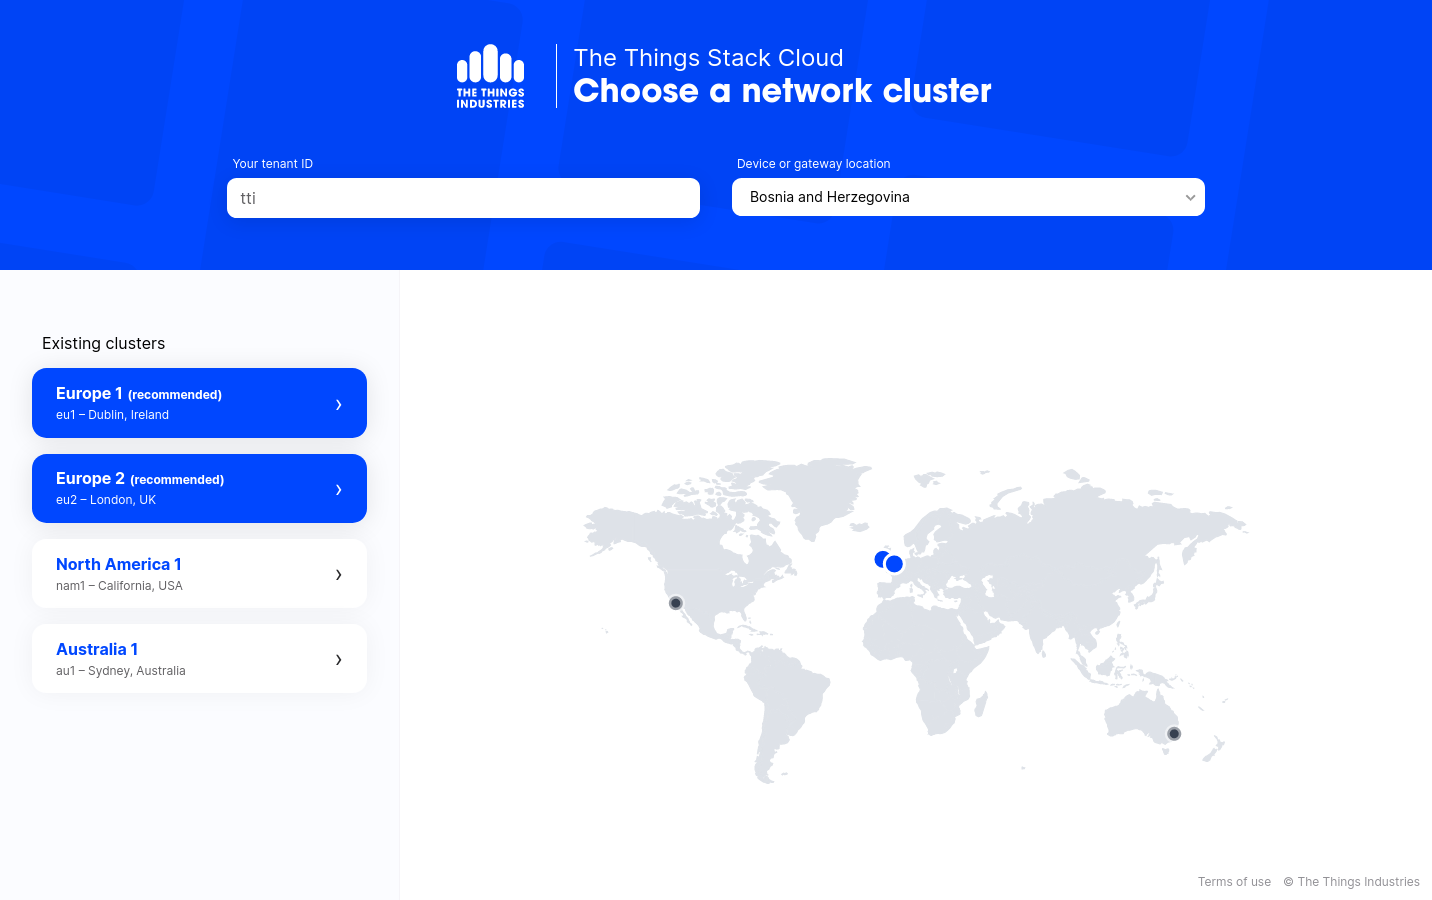 THE THINGS
INDUSTRIES
The Things Stack Cloud
Choose a network cluster
Your tenant ID
tti
Device or gateway location
Bosnia and Herzegovina
Existing clusters
Europe 1 (recommended)
eu1 – Dublin, Ireland
Europe 2 (recommended)
eu2 – London, UK
North America 1
nam1 – California, USA
Australia 1
au1 – Sydney, Australia
Terms of use © The Things Industries